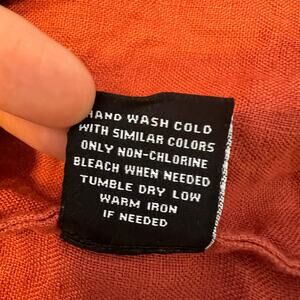 HAND WASH COLD
WITH SIMILAR COLORS
ONLY NON-CHLORINE
BLEACH WHEN NEEDED
TUMBLE DRY LOW
WARM IRON
IF NEEDED